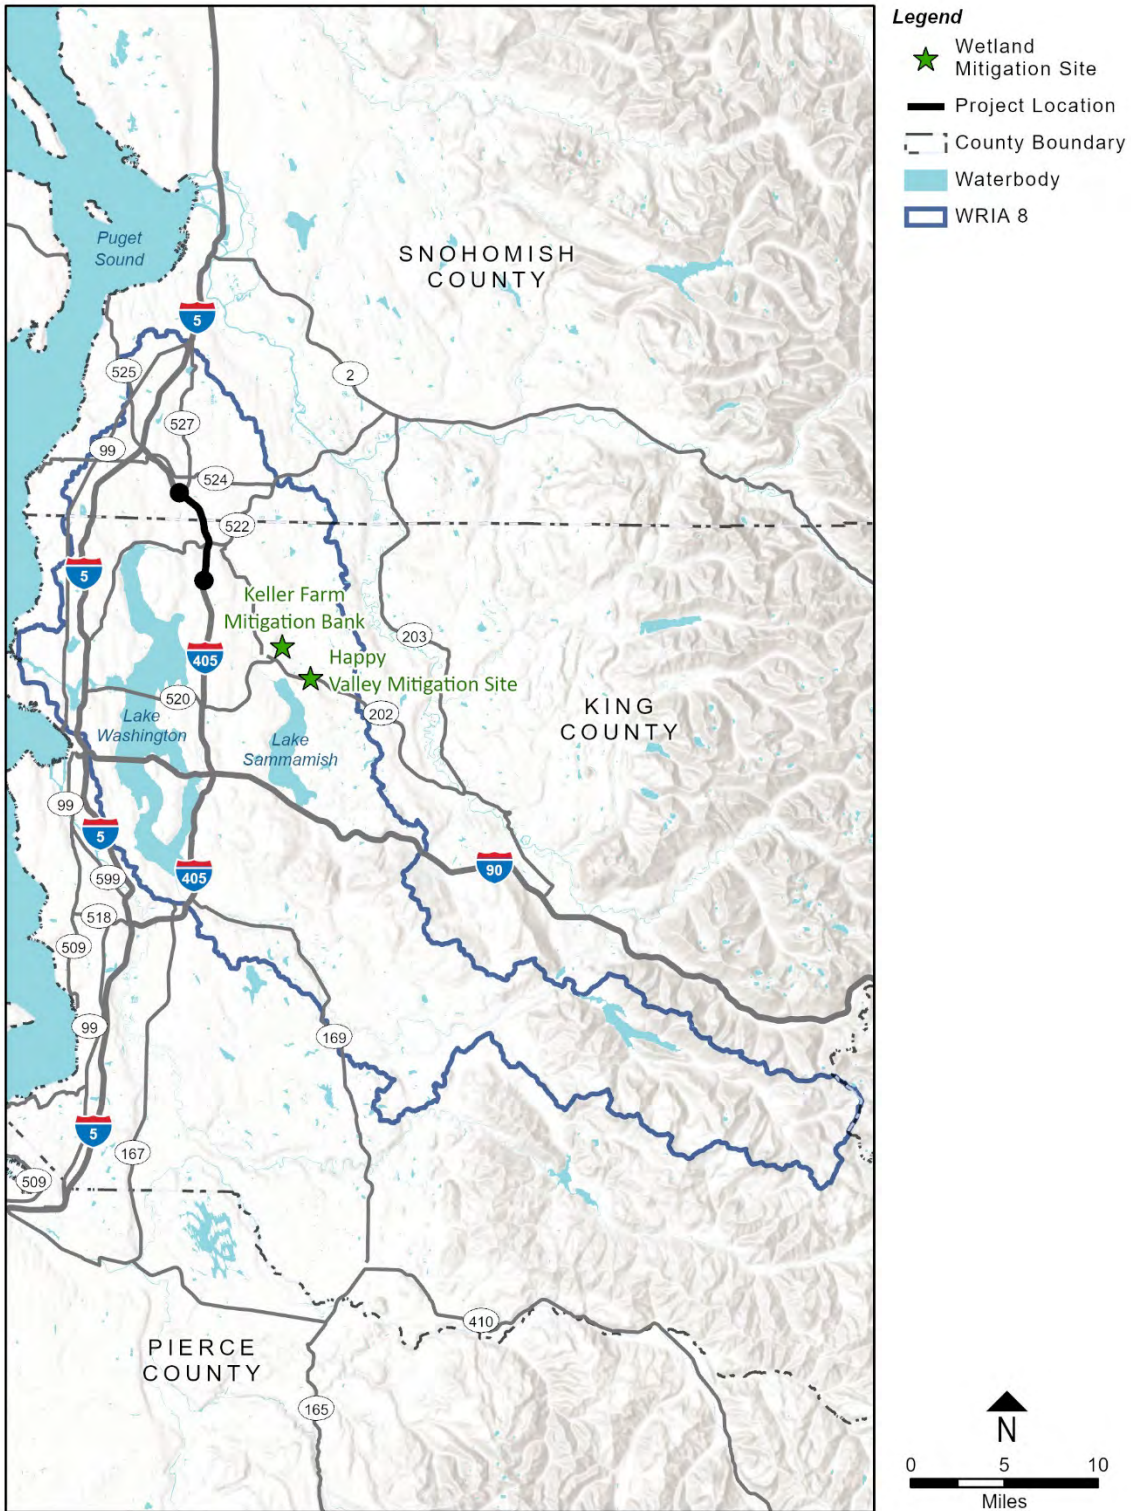 Legend
Wetland
Mitigation Site
Project Location
County Boundary
Waterbody
WRIA 8
Puget
Sound
SNOHOMISH
COUNTY
5
2
525
527
99
524
522
5
Keller Farm
Mitigation Bank
203
405
Happy
Valley Mitigation Site
520
202
KING
COUNTY
Lake
Washington
Lake
Sammamish
99
5
90
599
405
518
509
99
169
5
167
509
410
PIERCE
COUNTY
165
N
0 5 10
Miles